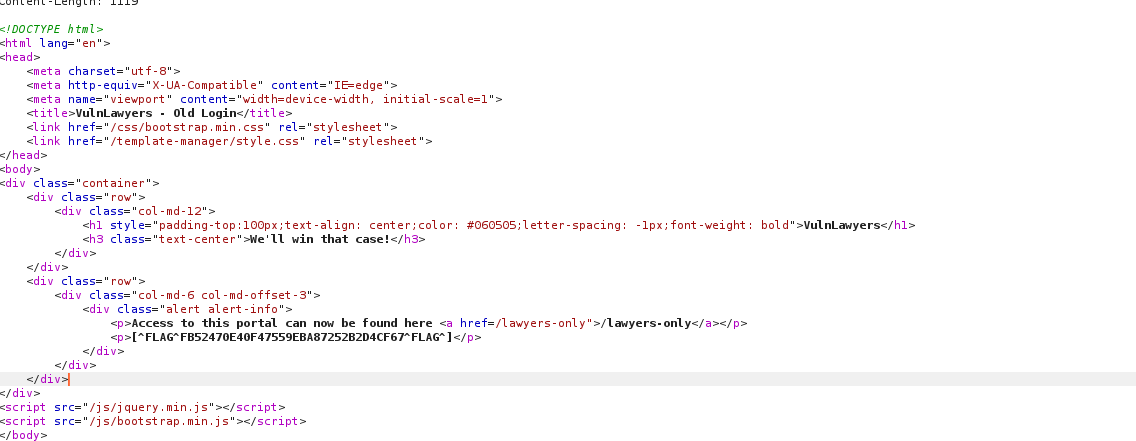 Content-Length: 1119
<!DOCTYPE html>
<html lang="en">
<head>
    <meta charset="utf-8">
    <meta http-equiv="X-UA-Compatible" content="IE=edge">
    <meta name="viewport" content="width=device-width, initial-scale=1">
    <title>VulnLawyers - Old Login</title>
    <link href="/css/bootstrap.min.css" rel="stylesheet">
    <link href="/template-manager/style.css" rel="stylesheet">
</head>
<body>
<div class="container">
    <div class="row">
        <div class="col-md-12">
            <h1 style="padding-top:100px;text-align: center;color: #060505;letter-spacing: -1px;font-weight: bold">VulnLawyers</h1>
            <h3 class="text-center">We'll win that case!</h3>
        </div>
    </div>
    <div class="row">
        <div class="col-md-6 col-md-offset-3">
            <div class="alert alert-info">
                <p>Access to this portal can now be found here <a href=/lawyers-only">/lawyers-only</a></p>
                <p>[^FLAG^FB52470E40F47559EBA87252B2D4CF67^FLAG^]</p>
            </div>
        </div>
    </div>
</div>
<script src="/js/jquery.min.js"></script>
<script src="/js/bootstrap.min.js"></script>
</body>